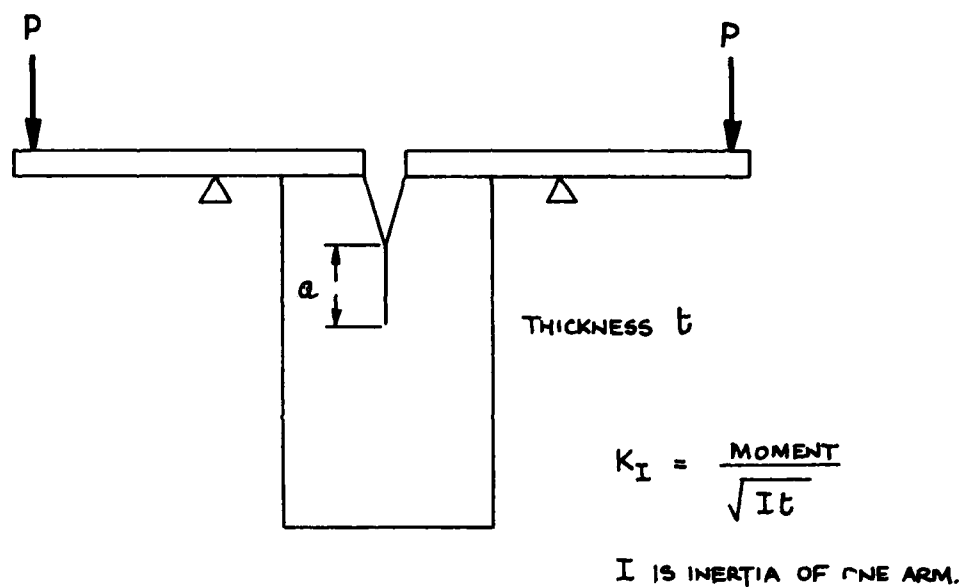 P P
a
THICKNESS t
K_I = MOMENT / √It
I IS INERTIA OF ONE ARM.